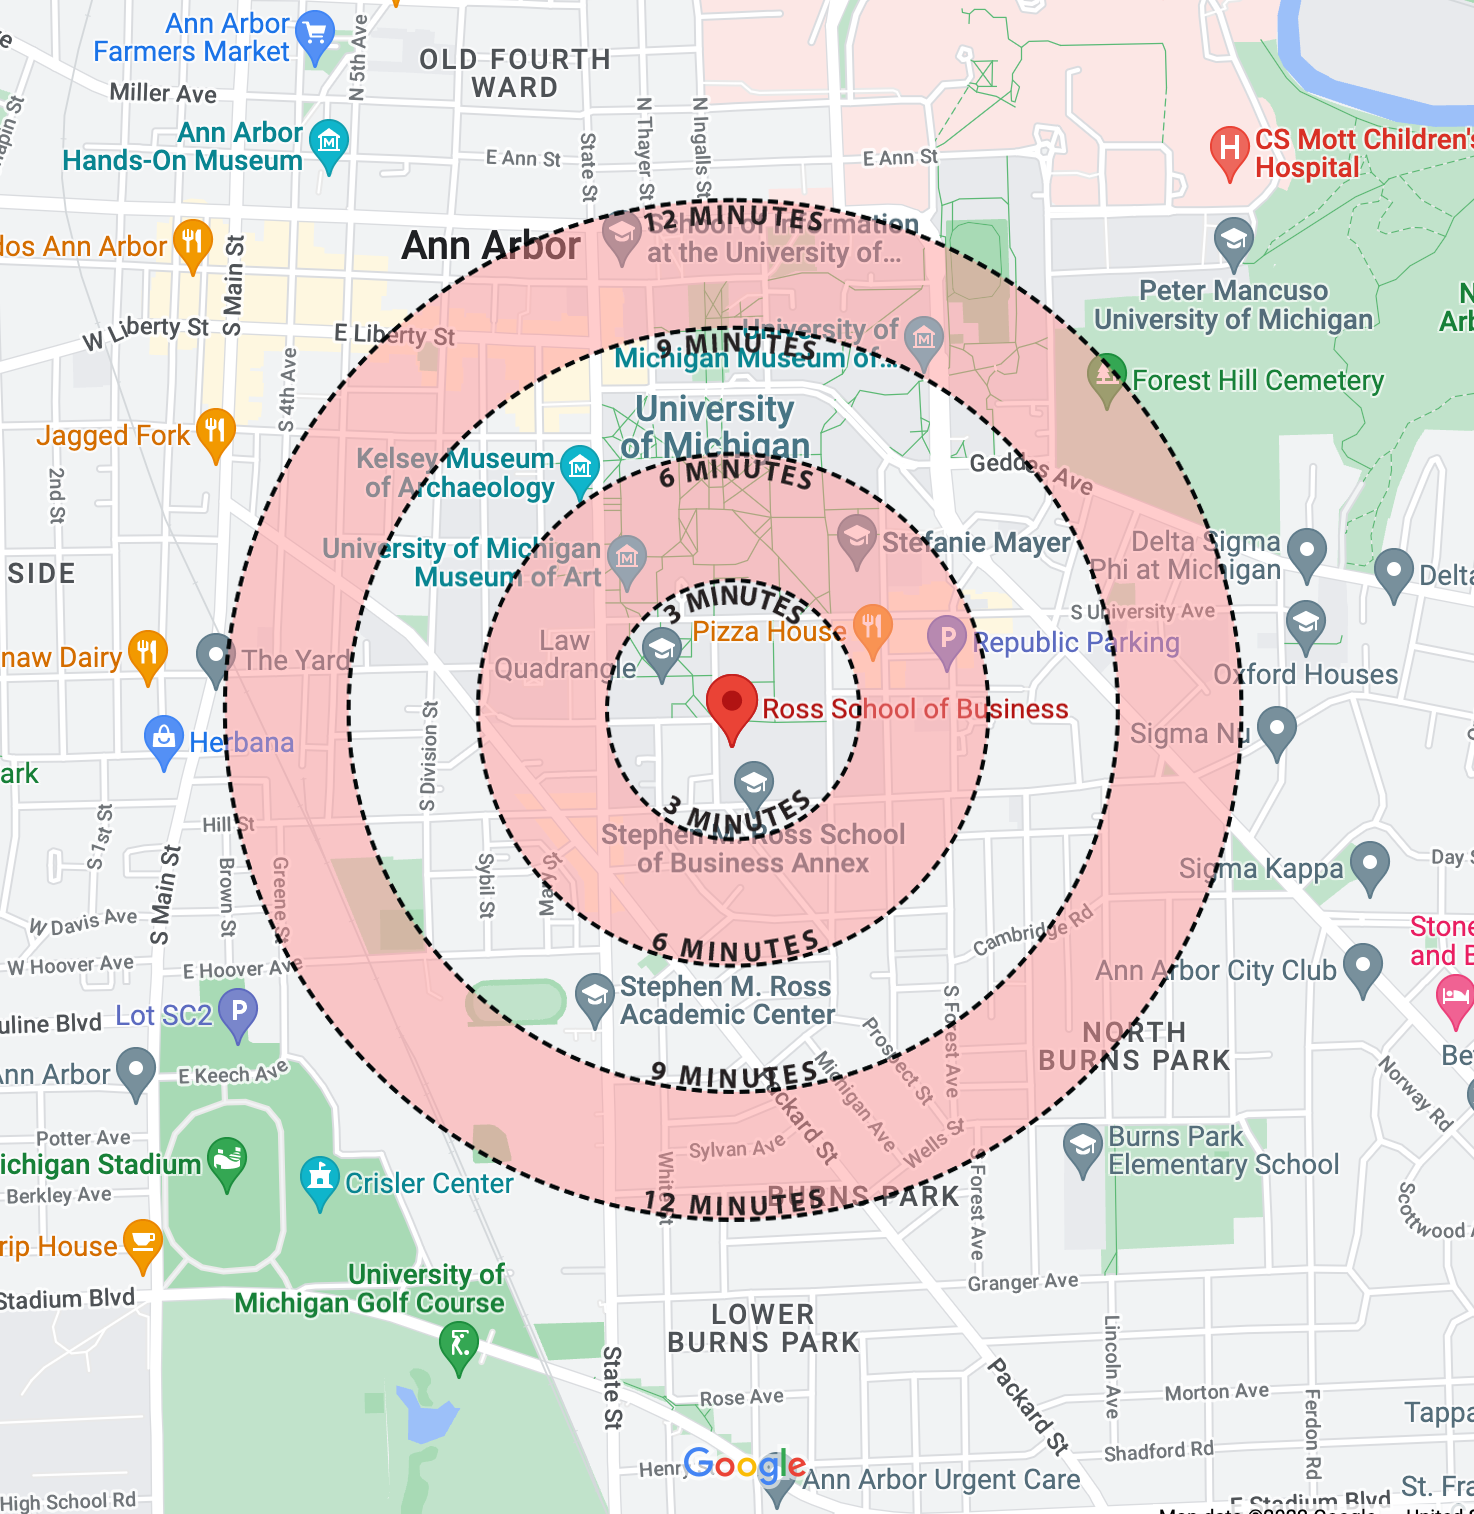 Ann Arbor
Farmers Market
N 5th Ave
OLD FOURTH
WARD
Miller Ave
Ann Arbor
Hands-On Museum
E Ann St
State St
N Thayer St
N Ingalls St
E Ann St
CS Mott Children's
Hospital
12 MINUTES
School of Information
at the University of...
Ann Arbor
dos Ann Arbor
S Main St
W Liberty St
E Liberty St
S 4th Ave
Peter Mancuso
University of Michigan
N
Arb
9 MINUTES
University of
Michigan Museum of...
Forest Hill Cemetery
Jagged Fork
University
of Michigan
Kelsey Museum
of Archaeology
6 MINUTES
Geddes Ave
2nd St
University of Michigan
Museum of Art
Stefanie Mayer
Delta Sigma
Phi at Michigan
Delta
SIDE
3 MINUTES
S University Ave
Pizza House
Republic Parking
Law
Quadrangle
naw Dairy
The Yard
Oxford Houses
Ross School of Business
Sigma Nu
Herbana
ark
S Division St
3 MINUTES
Hill St
S 1st St
Stephen M. Ross School
of Business Annex
Sigma Kappa
Day S
S Main St
Brown St
Greene St
Sybil St
Mary St
W Davis Ave
Cambridge Rd
6 MINUTES
Stone
and B
W Hoover Ave
E Hoover Ave
Ann Arbor City Club
Stephen M. Ross
Academic Center
Lot SC2
uline Blvd
S Forest Ave
Prospect St
NORTH
BURNS PARK
Ann Arbor
E Keech Ave
9 MINUTES
Michigan Ave
Packard St
Be
Norway Rd
Potter Ave
Sylvan Ave
Wells St
Burns Park
Elementary School
ichigan Stadium
Berkley Ave
Crisler Center
White St
12 MINUTES
BURNS PARK
S Forest Ave
Scottwood A
rip House
University of
Michigan Golf Course
Granger Ave
Stadium Blvd
LOWER
BURNS PARK
Lincoln Ave
State St
Packard St
Rose Ave
Morton Ave
Ferdon Rd
Tappa
Shadford Rd
Henry St
Google
Ann Arbor Urgent Care
St. Fra
High School Rd
E Stadium Blvd